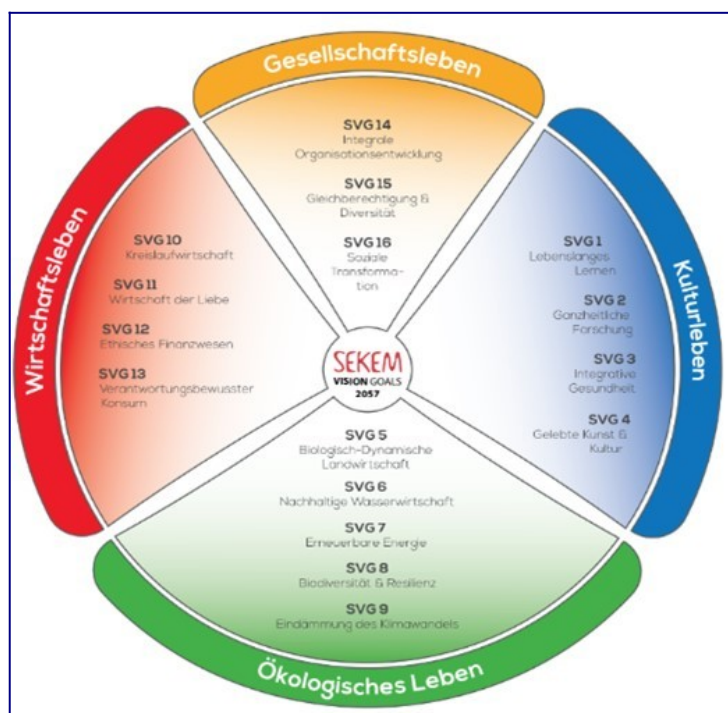 Gesellschaftsleben
SVG 14
Integrale
Organisationsentwicklung
SVG 15
Gleichberechtigung &
Diversität
SVG 16
Soziale
Transforma-
tion
Kulturleben
SVG 1
Lebenslanges
Lernen
SVG 2
Ganzheitliche
Forschung
SVG 3
Integrative
Gesundheit
SVG 4
Gelebte Kunst &
Kultur
Ökologisches Leben
SVG 5
Biologisch-Dynamische
Landwirtschaft
SVG 6
Nachhaltige Wasserwirtschaft
SVG 7
Erneuerbare Energie
SVG 8
Biodiversität & Resilienz
SVG 9
Eindämmung des Klimawandels
Wirtschaftsleben
SVG 10
Kreislaufwirtschaft
SVG 11
Wirtschaft der Liebe
SVG 12
Ethisches Finanzwesen
SVG 13
Verantwortungsbewusster
Konsum
SEKEM
VISION GOALS
2057